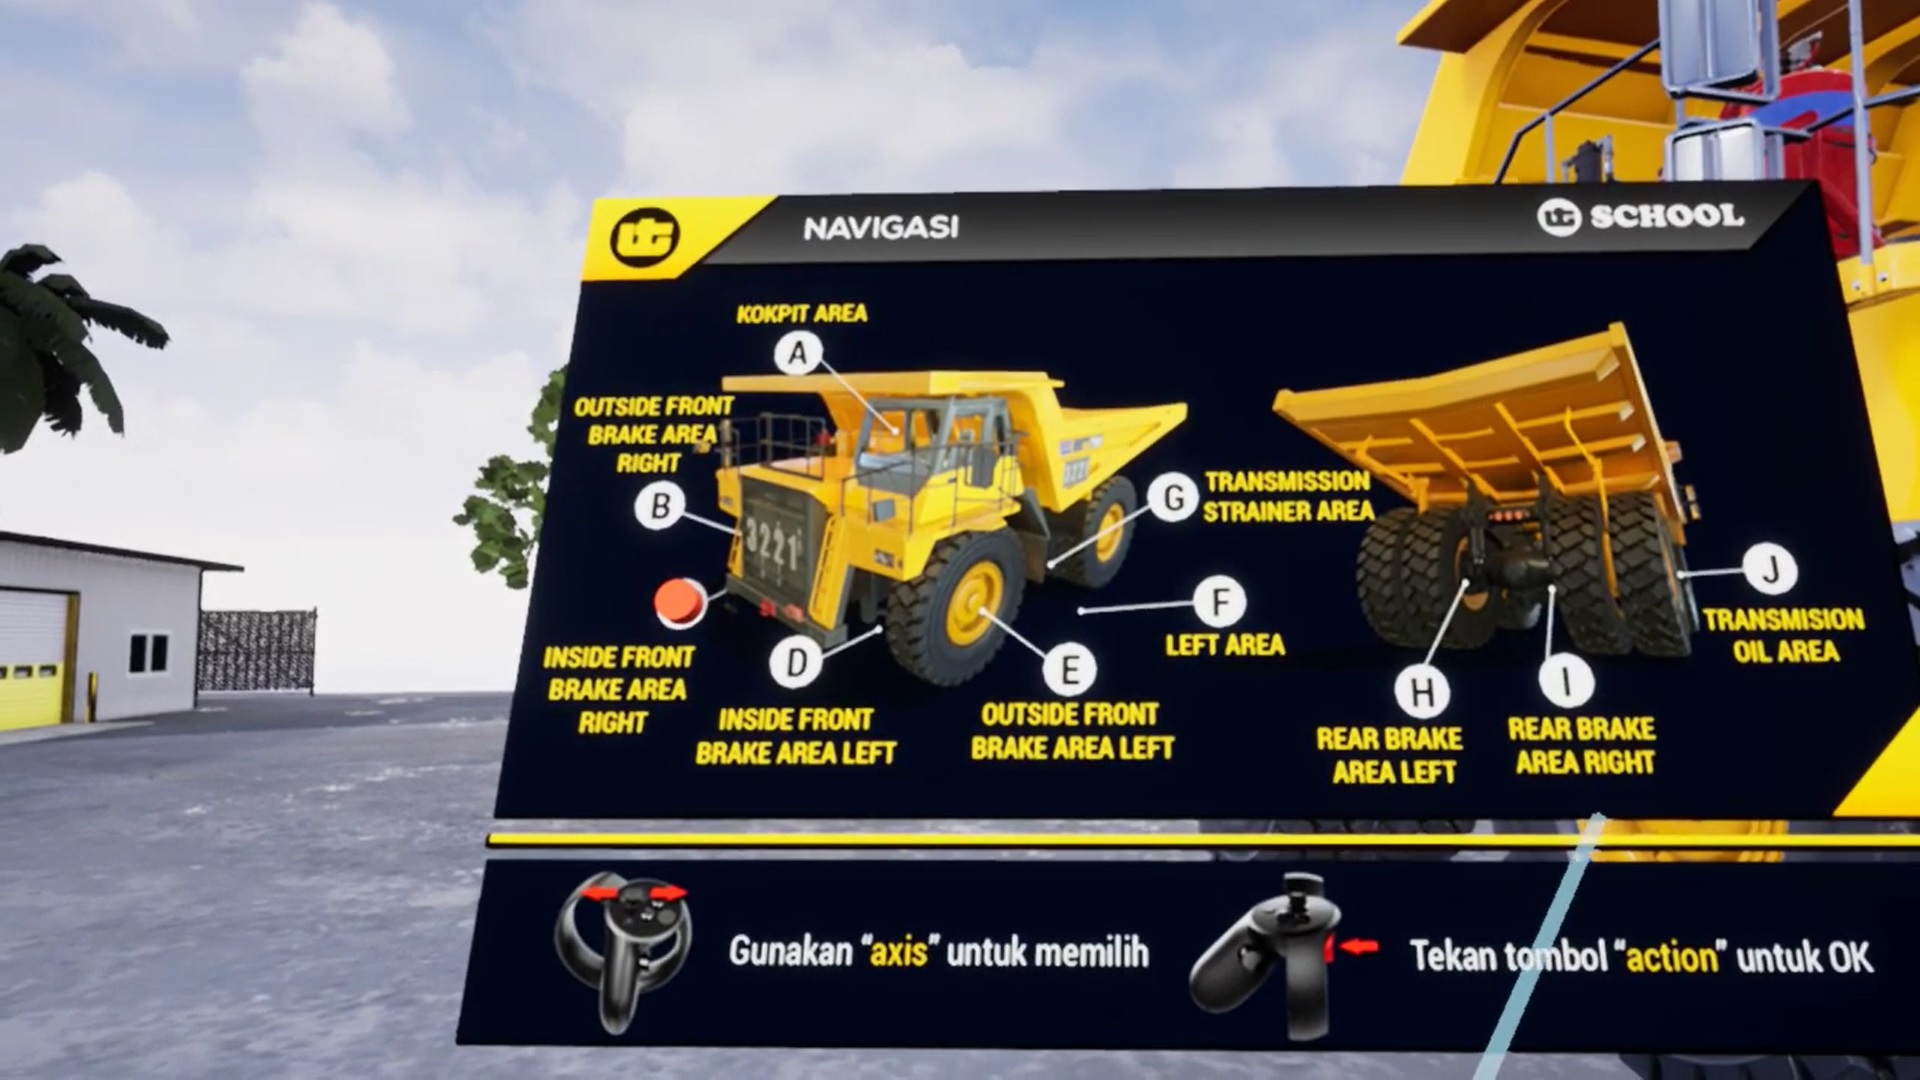 NAVIGASI
UT SCHOOL
KOKPIT AREA
A
OUTSIDE FRONT
BRAKE AREA
RIGHT
B
3221
INSIDE FRONT
BRAKE AREA
RIGHT
D
INSIDE FRONT
BRAKE AREA LEFT
E
OUTSIDE FRONT
BRAKE AREA LEFT
F
LEFT AREA
G
TRANSMISSION
STRAINER AREA
H
REAR BRAKE
AREA LEFT
I
REAR BRAKE
AREA RIGHT
J
TRANSMISION
OIL AREA
Gunakan “axis” untuk memilih
Tekan tombol “action” untuk OK